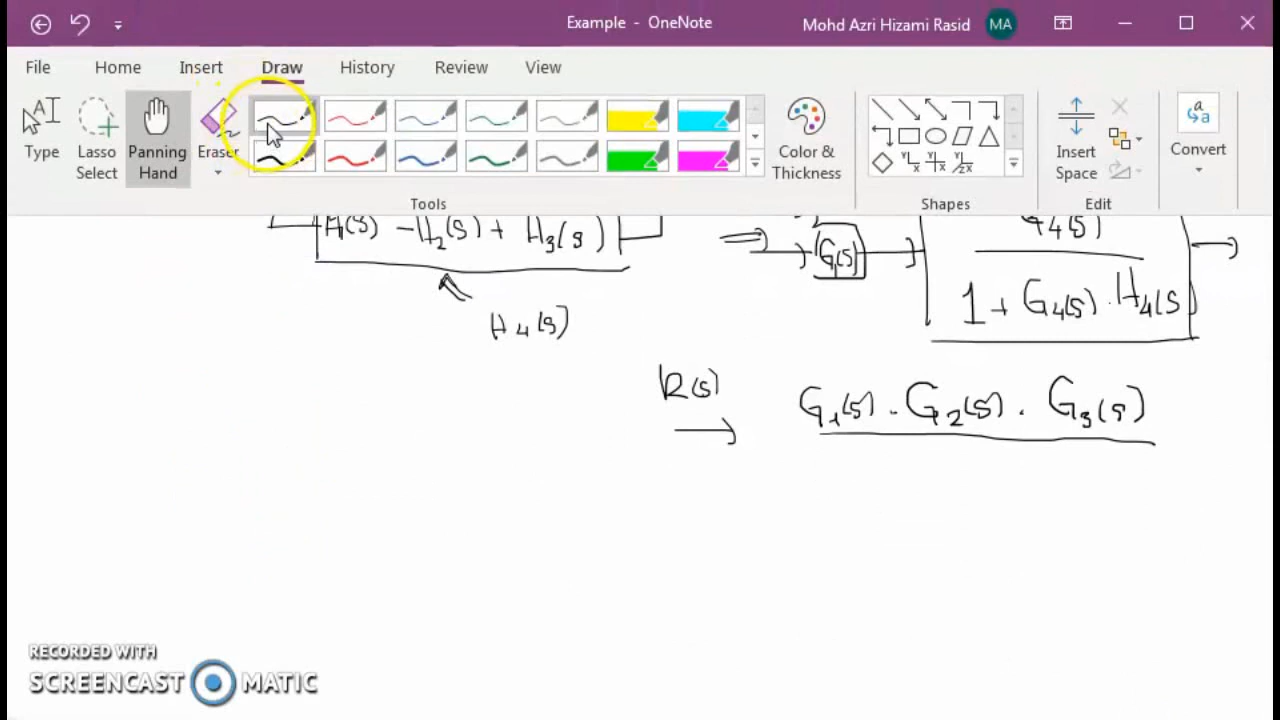 Example - OneNote
Mohd Azri Hizami Rasid
MA
File Home Insert Draw History Review View
Type
Lasso Select
Panning Hand
Eraser
Color & Thickness
Insert Space
a
a
Convert
Tools
Shapes
Edit
H1(s) - H2(s) + H3(s)
G1(s)
G4(s)
1 + G4(s) . H4(s)
H4(s)
R(s)
G1(s) . G2(s) . G3(s)
RECORDED WITH
SCREENCAST MATIC